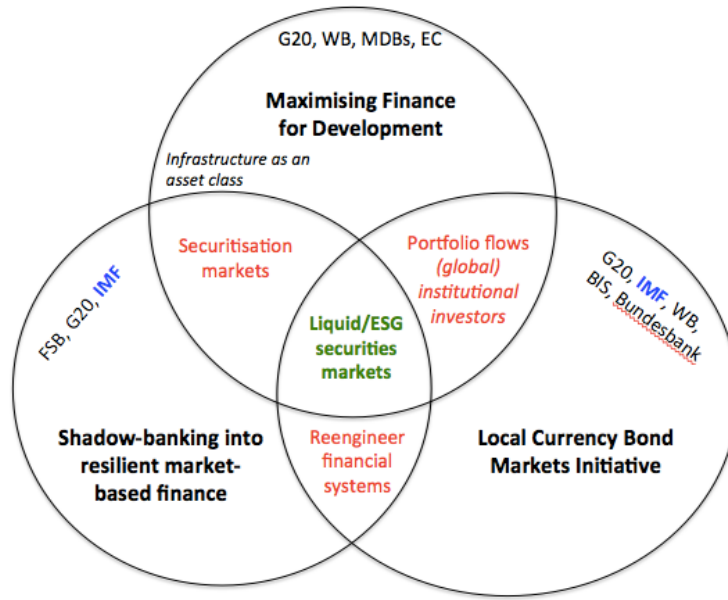 G20, WB, MDBs, EC
Maximising Finance
for Development
Infrastructure as an
asset class
Securitisation
markets
Portfolio flows
(global)
institutional
investors
FSB, G20, IMF
G20, IMF, WB,
BIS, Bundesbank
Liquid/ESG
securities
markets
Shadow-banking into
resilient market-
based finance
Reengineer
financial
systems
Local Currency Bond
Markets Initiative